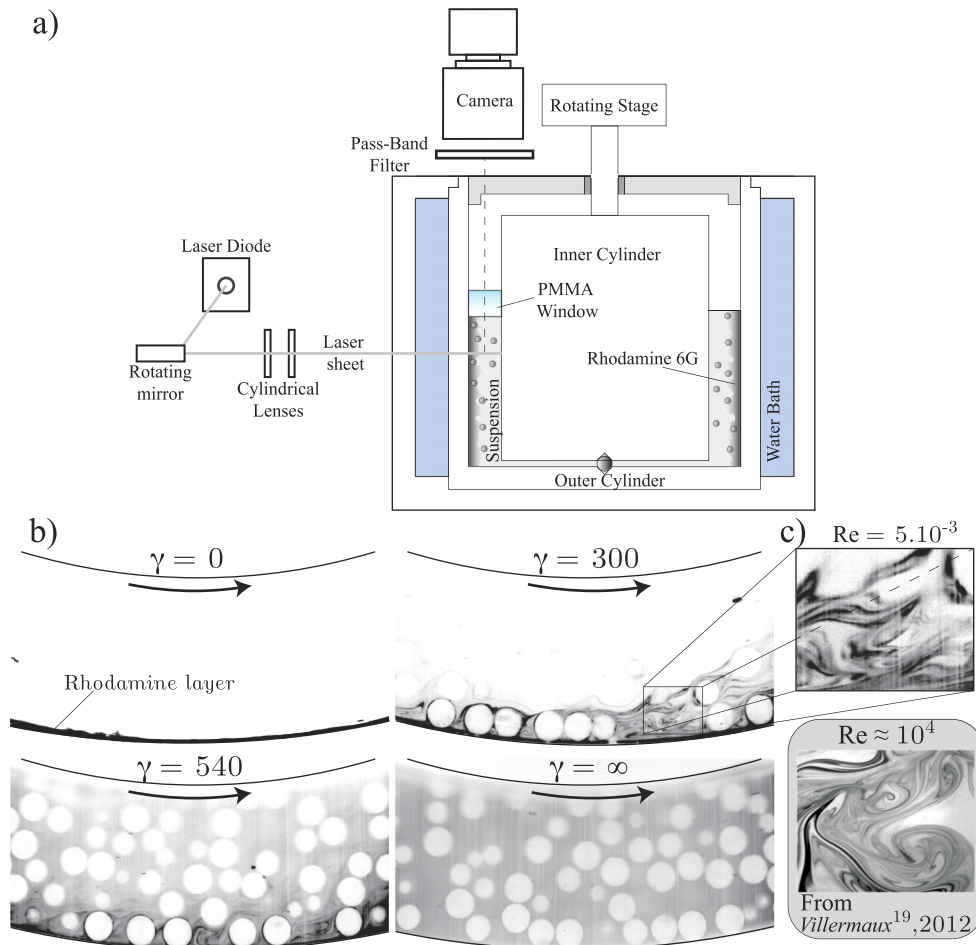 a)
Camera
Rotating Stage
Pass-Band
Filter
Laser Diode
Inner Cylinder
PMMA
Window
Laser
sheet
Rhodamine 6G
Rotating
mirror
Cylindrical
Lenses
Suspension
Water Bath
Outer Cylinder
b)
c)
γ = 0
γ = 300
Re = 5.10⁻³
Rhodamine layer
γ = 540
γ = ∞
Re ≈ 10⁴
From
Villermaux¹⁹,2012